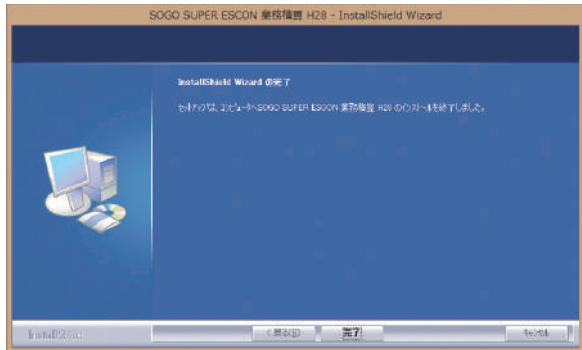 SOGO SUPER ESCON 業務積算 H28 - InstallShield Wizard
InstallShield Wizard の完了
セットアップは、コンピュータへSOGO SUPER ESCON 業務積算 H28 のインストールを終了しました。
InstallShield
< 戻る(B)
完了
キャンセル